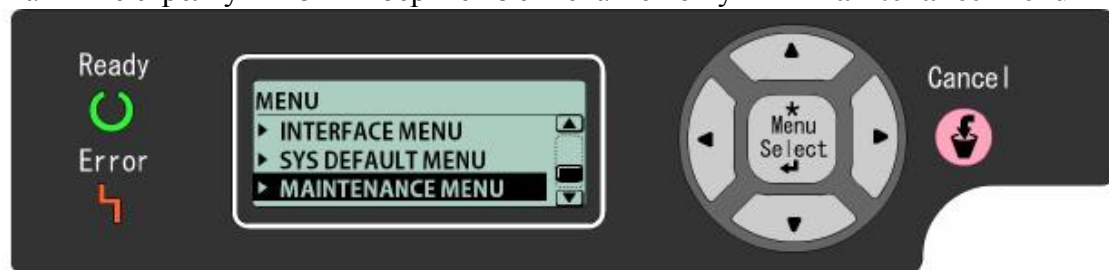 Ready
Error
MENU
INTERFACE MENU
SYS DEFAULT MENU
MAINTENANCE MENU
*
Menu
Select
Cancel